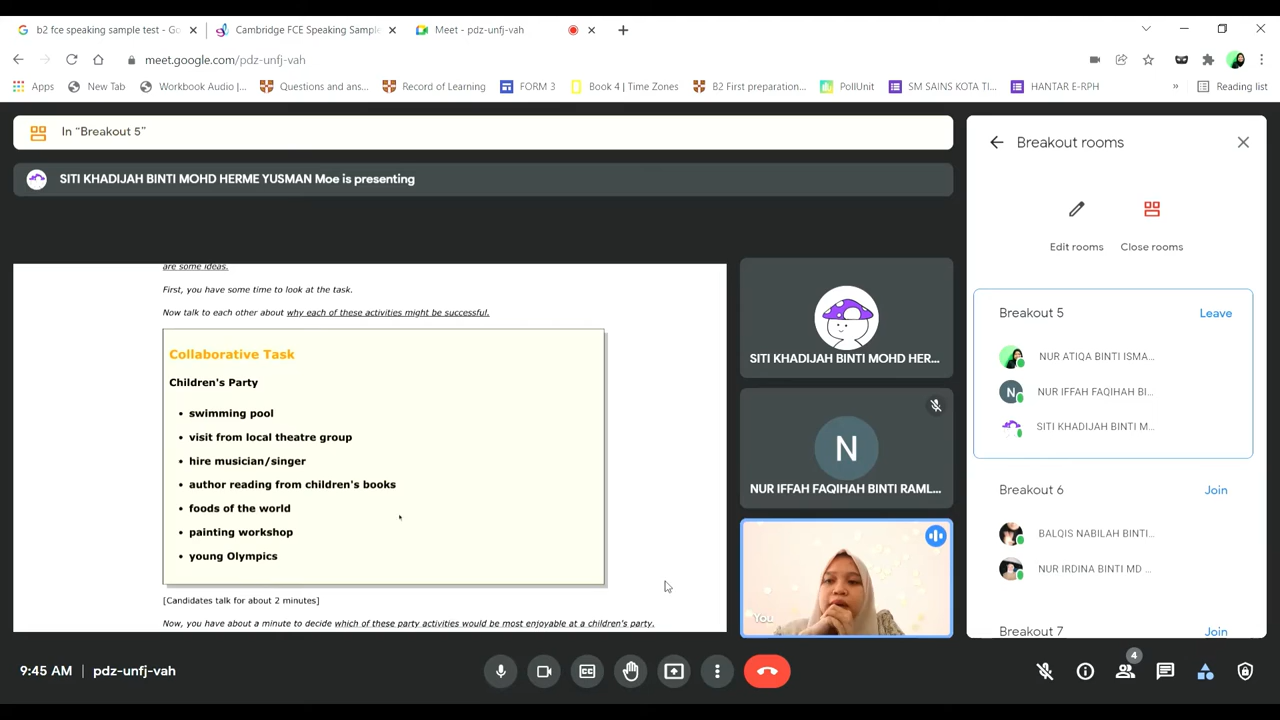 b2 fce speaking sample test - Go
Cambridge FCE Speaking Sample
Meet - pdz-unfj-vah
meet.google.com/pdz-unfj-vah
Apps
New Tab
Workbook Audio |...
Questions and ans...
Record of Learning
FORM 3
Book 4 | Time Zones
B2 First preparation...
PollUnit
SM SAINS KOTA TI...
HANTAR E-RPH
»
Reading list
In “Breakout 5”
SITI KHADIJAH BINTI MOHD HERME YUSMAN Moe is presenting
are some ideas.
First, you have some time to look at the task.
Now talk to each other about why each of these activities might be successful.
Collaborative Task
Children's Party
• swimming pool
• visit from local theatre group
• hire musician/singer
• author reading from children's books
• foods of the world
• painting workshop
• young Olympics
[Candidates talk for about 2 minutes]
Now, you have about a minute to decide which of these party activities would be most enjoyable at a children's party.
SITI KHADIJAH BINTI MOHD HER...
N
NUR IFFAH FAQIHAH BINTI RAML...
You
Breakout rooms
Edit rooms
Close rooms
Breakout 5
Leave
NUR ATIQA BINTI ISMA...
N
NUR IFFAH FAQIHAH BI...
SITI KHADIJAH BINTI M...
Breakout 6
Join
BALQIS NABILAH BINTI...
NUR IRDINA BINTI MD ...
Breakout 7
Join
9:45 AM | pdz-unfj-vah
CC
4